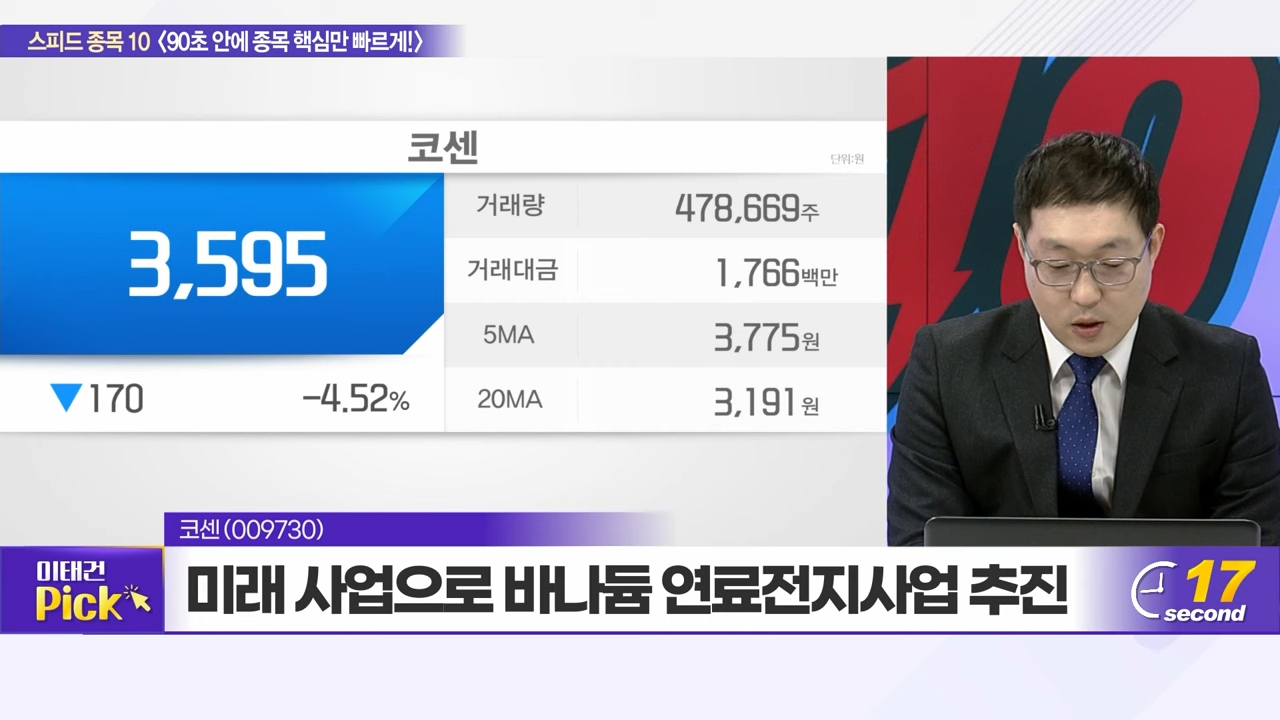 스피드 종목 10 〈90초 안에 종목 핵심만 빠르게!〉
코센
단위:원
3,595
▼170 -4.52%
거래량 478,669주
거래대금 1,766백만
5MA 3,775원
20MA 3,191원
10
코센(009730)
이태건
Pick
미래 사업으로 바나듐 연료전지사업 추진
17
second